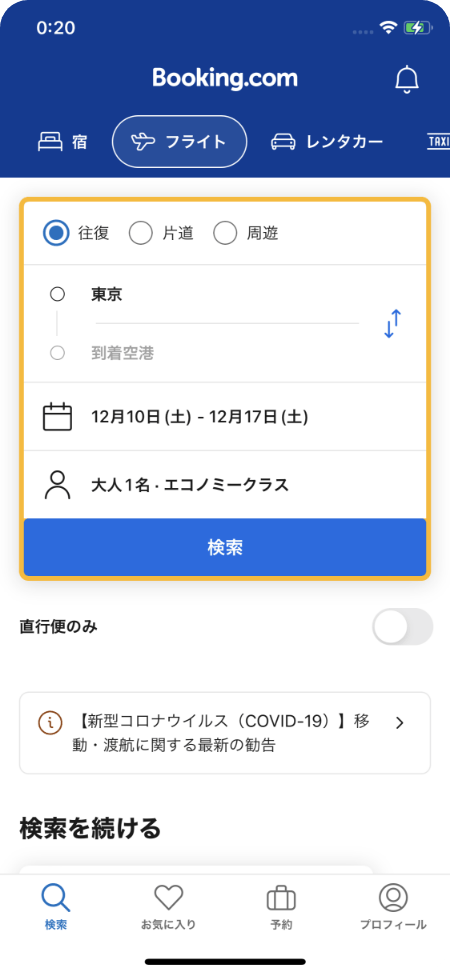 0:20
Booking.com
宿
フライト
レンタカー
TAXI
往復
片道
周遊
東京
到着空港
12月10日(土) - 12月17日(土)
大人1名 · エコノミークラス
検索
直行便のみ
【新型コロナウイルス（COVID-19）】移
動・渡航に関する最新の勧告
検索を続ける
検索
お気に入り
予約
プロフィール